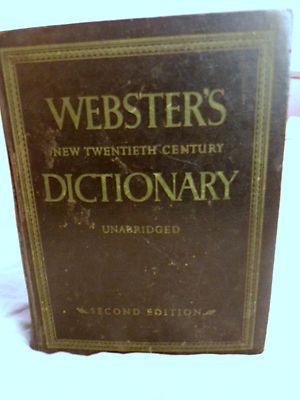 WEBSTER'S
NEW TWENTIETH CENTURY
DICTIONARY
UNABRIDGED
SECOND EDITION